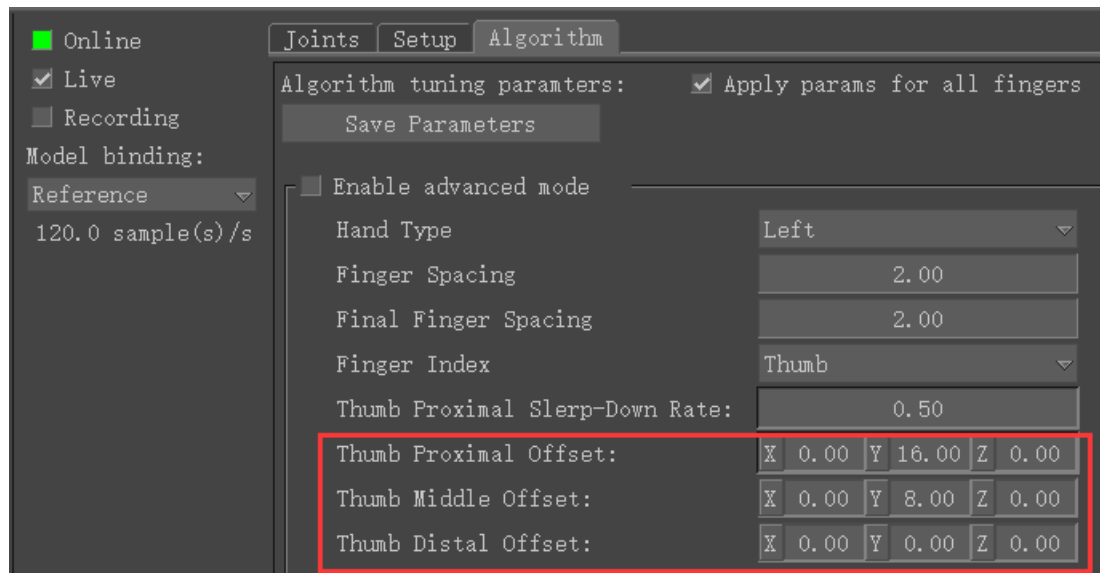 Online
Live
Recording
Model binding:
Reference
120.0 sample(s)/s
Joints Setup Algorithm
Algorithm tuning paramters: Apply params for all fingers
Save Parameters
Enable advanced mode
Hand Type Left
Finger Spacing 2.00
Final Finger Spacing 2.00
Finger Index Thumb
Thumb Proximal Slerp-Down Rate: 0.50
Thumb Proximal Offset: X 0.00 Y 16.00 Z 0.00
Thumb Middle Offset: X 0.00 Y 8.00 Z 0.00
Thumb Distal Offset: X 0.00 Y 0.00 Z 0.00